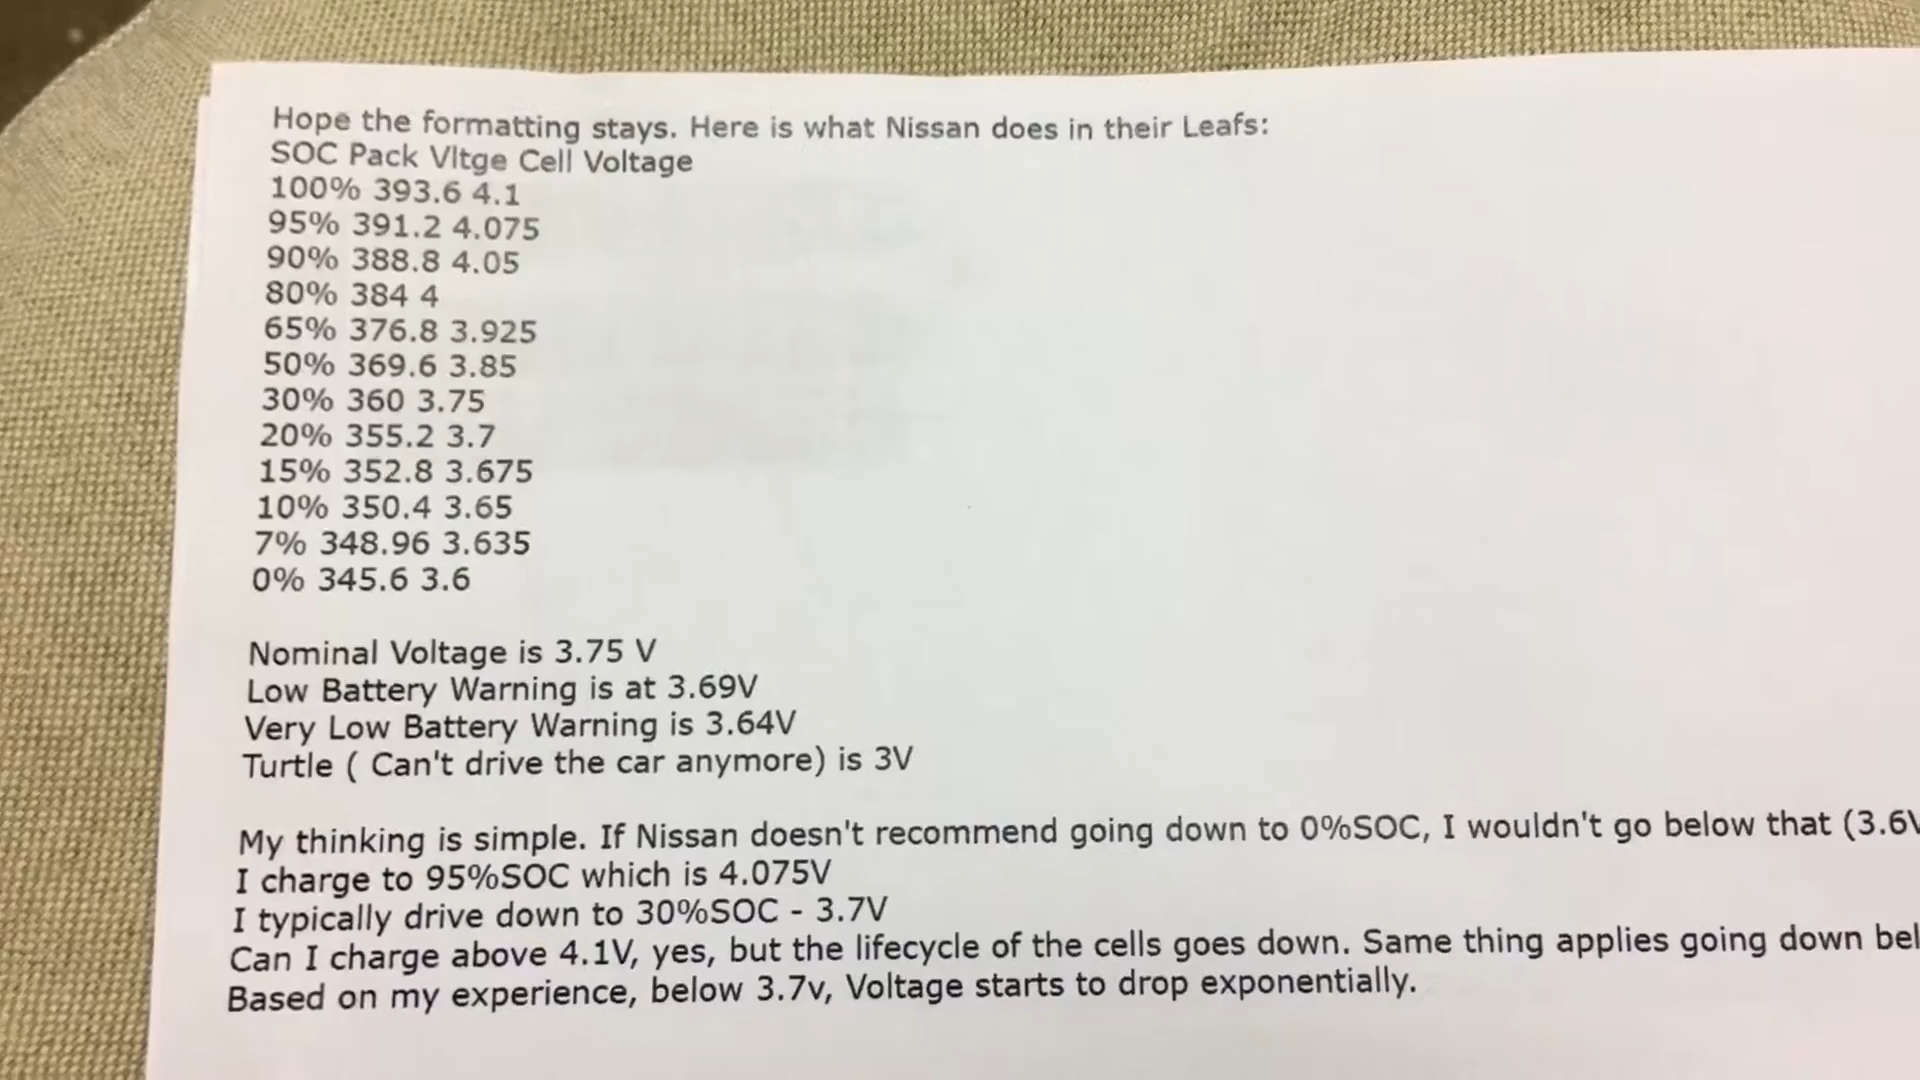 Hope the formatting stays. Here is what Nissan does in their Leafs:
SOC Pack Vltge Cell Voltage
100% 393.6 4.1
95% 391.2 4.075
90% 388.8 4.05
80% 384 4
65% 376.8 3.925
50% 369.6 3.85
30% 360 3.75
20% 355.2 3.7
15% 352.8 3.675
10% 350.4 3.65
7% 348.96 3.635
0% 345.6 3.6
Nominal Voltage is 3.75 V
Low Battery Warning is at 3.69V
Very Low Battery Warning is 3.64V
Turtle ( Can't drive the car anymore) is 3V
My thinking is simple. If Nissan doesn't recommend going down to 0%SOC, I wouldn't go below that (3.6V
I charge to 95%SOC which is 4.075V
I typically drive down to 30%SOC - 3.7V
Can I charge above 4.1V, yes, but the lifecycle of the cells goes down. Same thing applies going down
Based on my experience, below 3.7v, Voltage starts to drop exponentially.